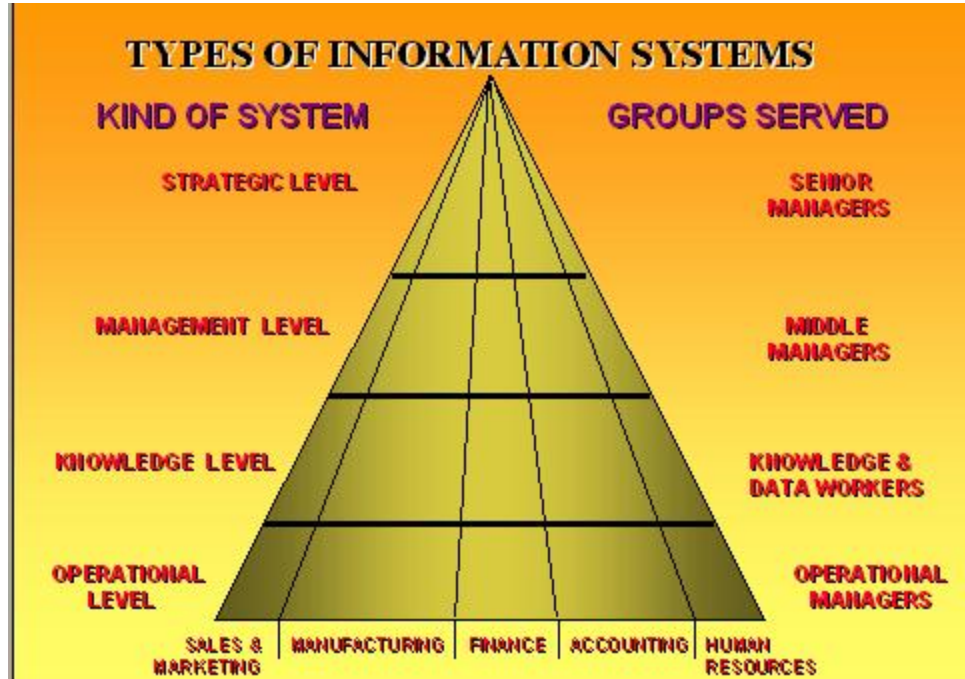 TYPES OF INFORMATION SYSTEMS
KIND OF SYSTEM
GROUPS SERVED
STRATEGIC LEVEL
SENIOR
MANAGERS
MANAGEMENT LEVEL
MIDDLE
MANAGERS
KNOWLEDGE LEVEL
KNOWLEDGE &
DATA WORKERS
OPERATIONAL
LEVEL
OPERATIONAL
MANAGERS
SALES &
MARKETING
MANUFACTURING
FINANCE
ACCOUNTING
HUMAN
RESOURCES